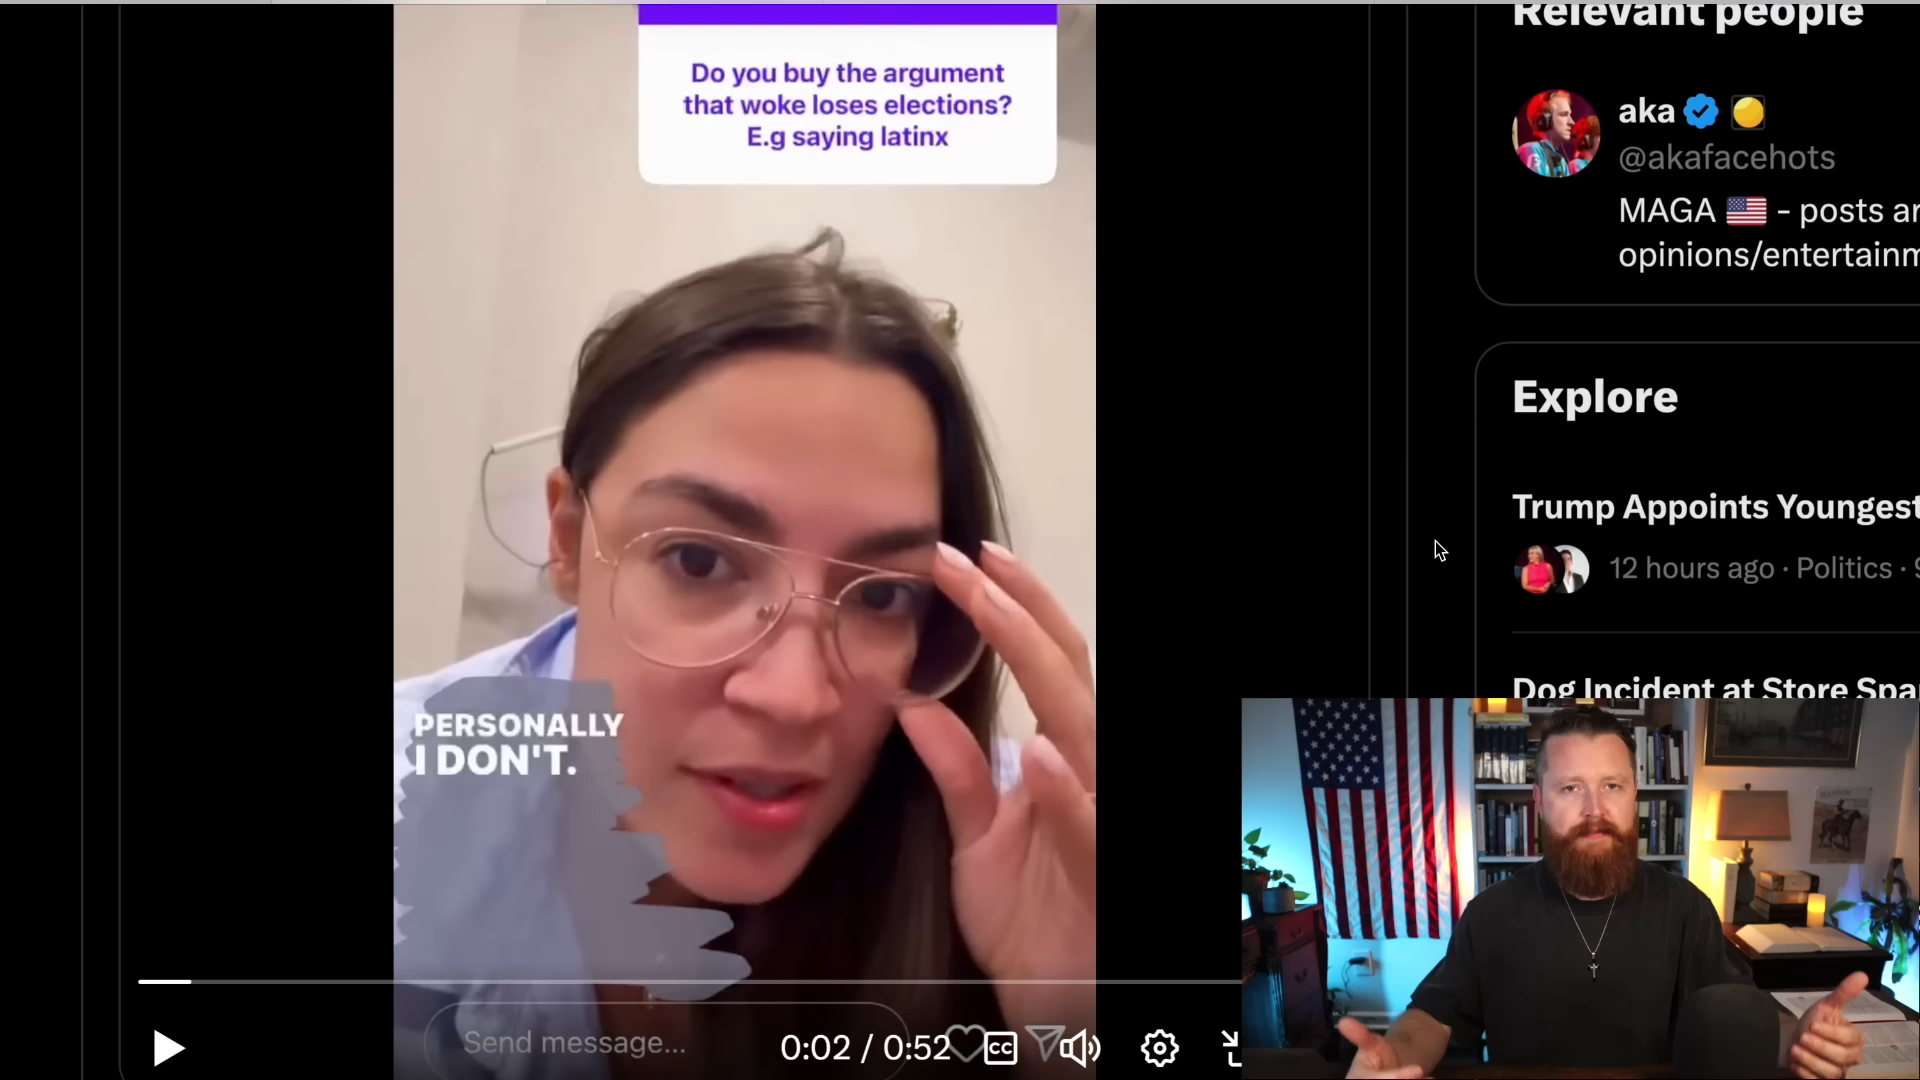 Do you buy the argument
that woke loses elections?
E.g saying latinx
PERSONALLY
I DON'T.
Send message...
0:02 / 0:52
CC
Relevant people
aka
@akafacehots
MAGA 🇺🇸 - posts ar
opinions/entertainm
Explore
Trump Appoints Youngest
12 hours ago · Politics ·
Dog Incident at Store Spa